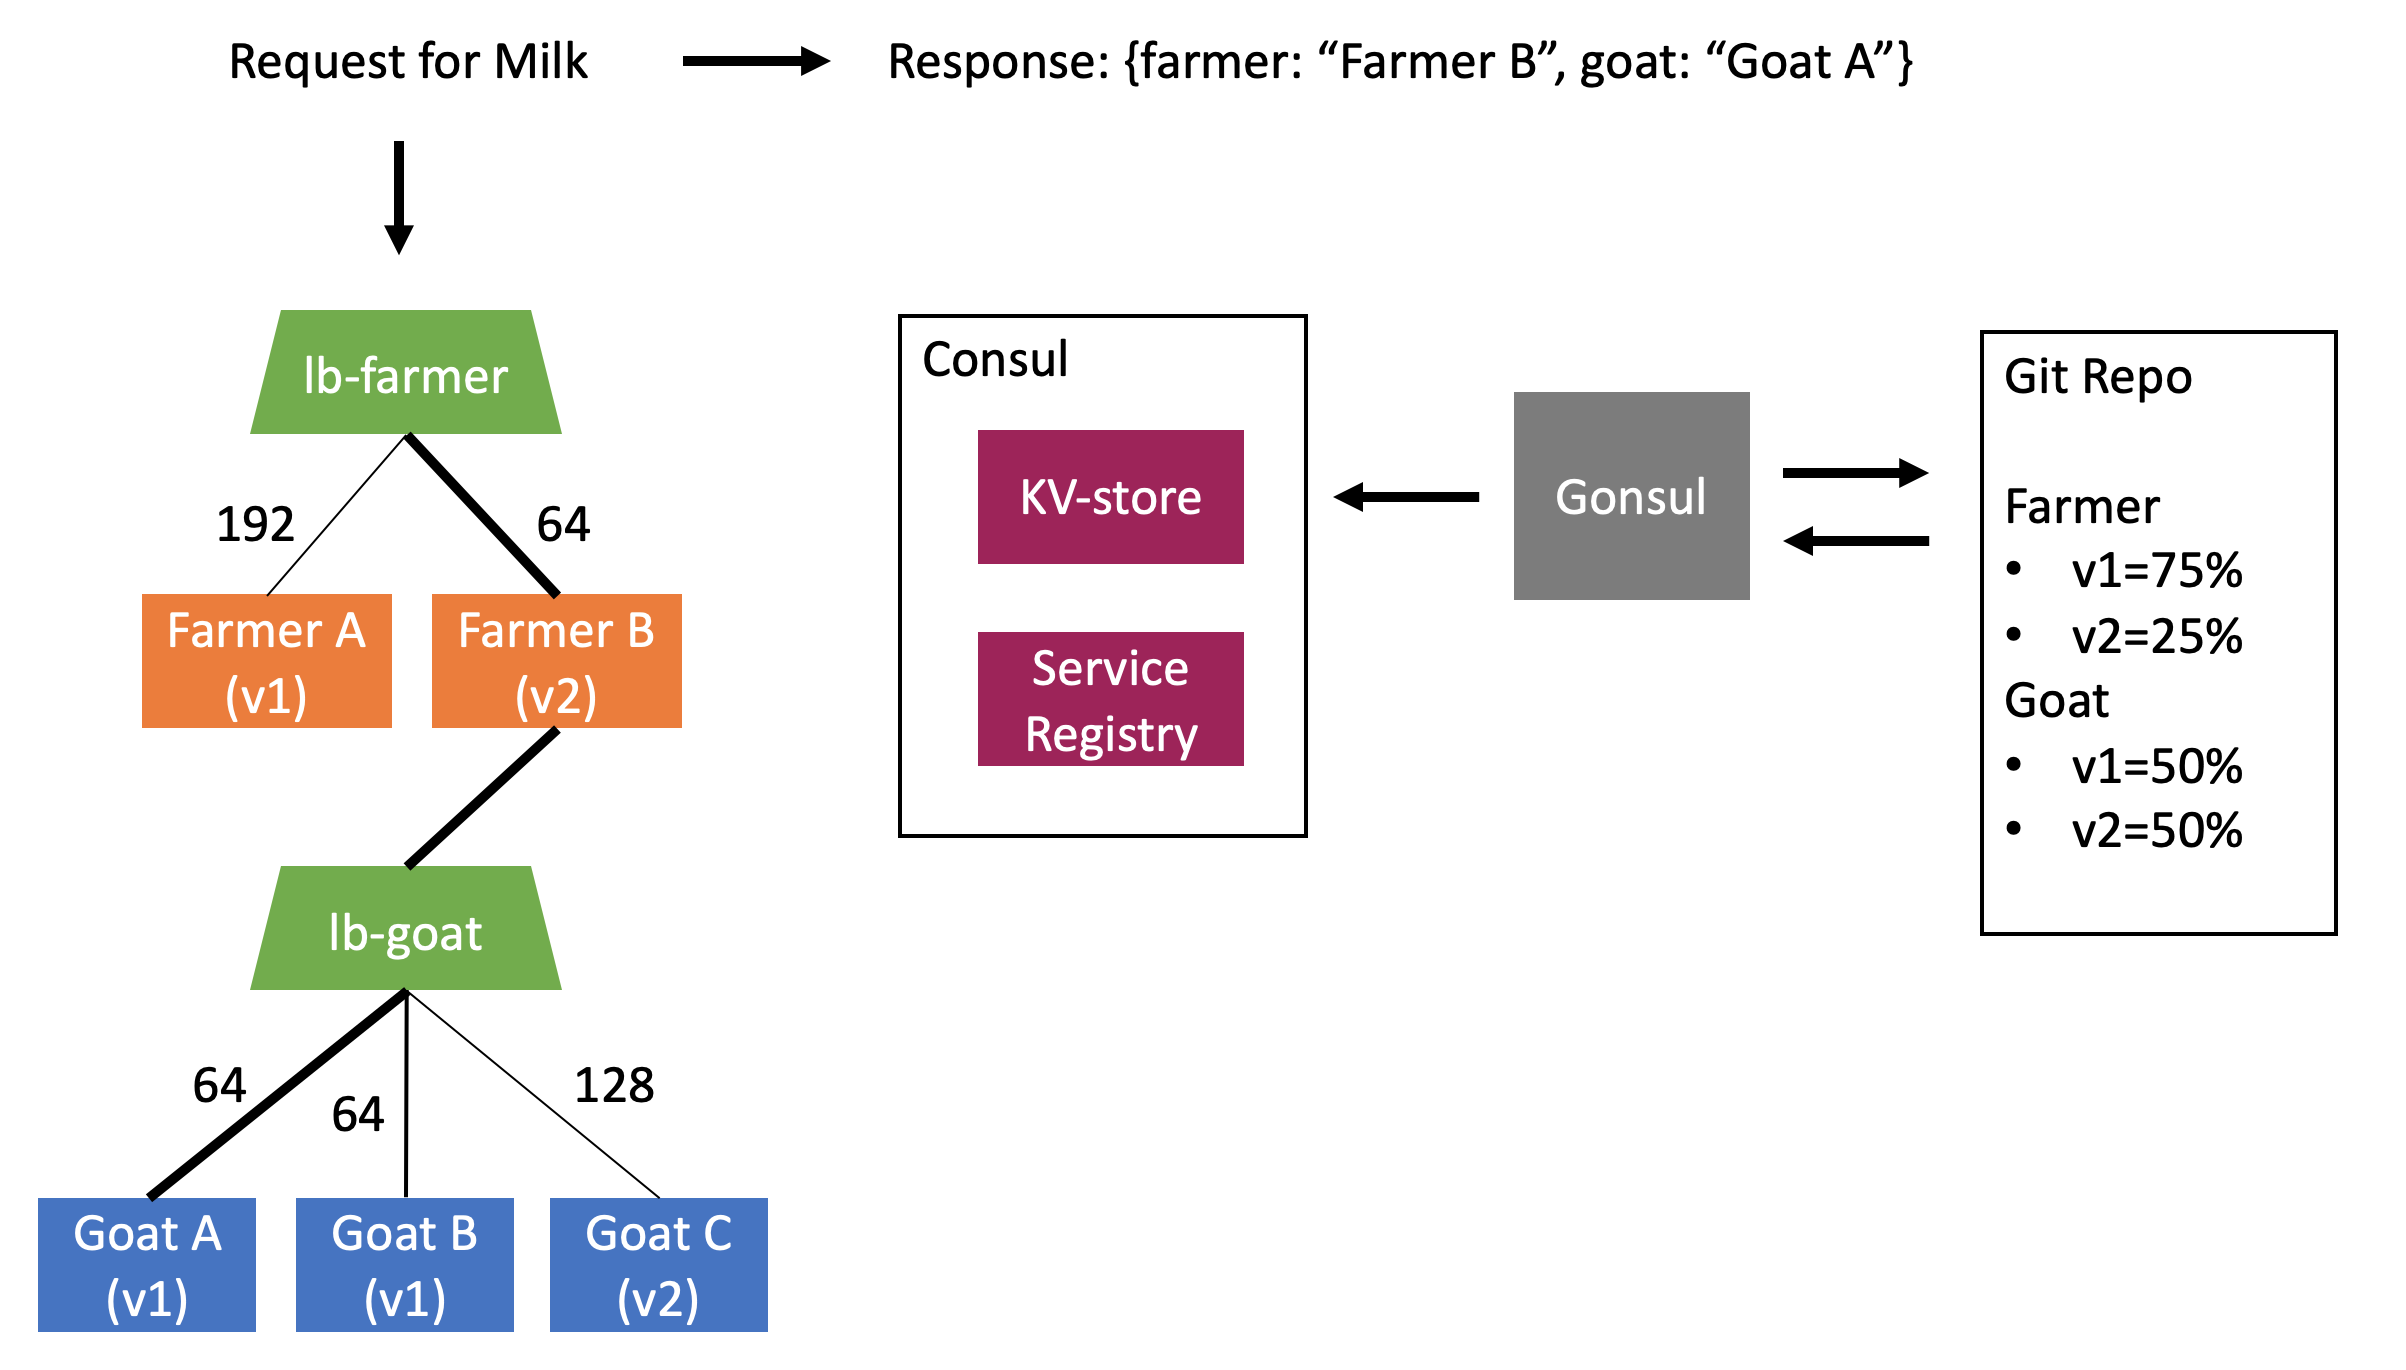 Request for Milk
Response: {farmer: “Farmer B”, goat: “Goat A”}
lb-farmer
192
64
Farmer A
(v1)
Farmer B
(v2)
lb-goat
64
64
128
Goat A
(v1)
Goat B
(v1)
Goat C
(v2)
Consul
KV-store
Service
Registry
Gonsul
Git Repo
Farmer
• v1=75%
• v2=25%
Goat
• v1=50%
• v2=50%